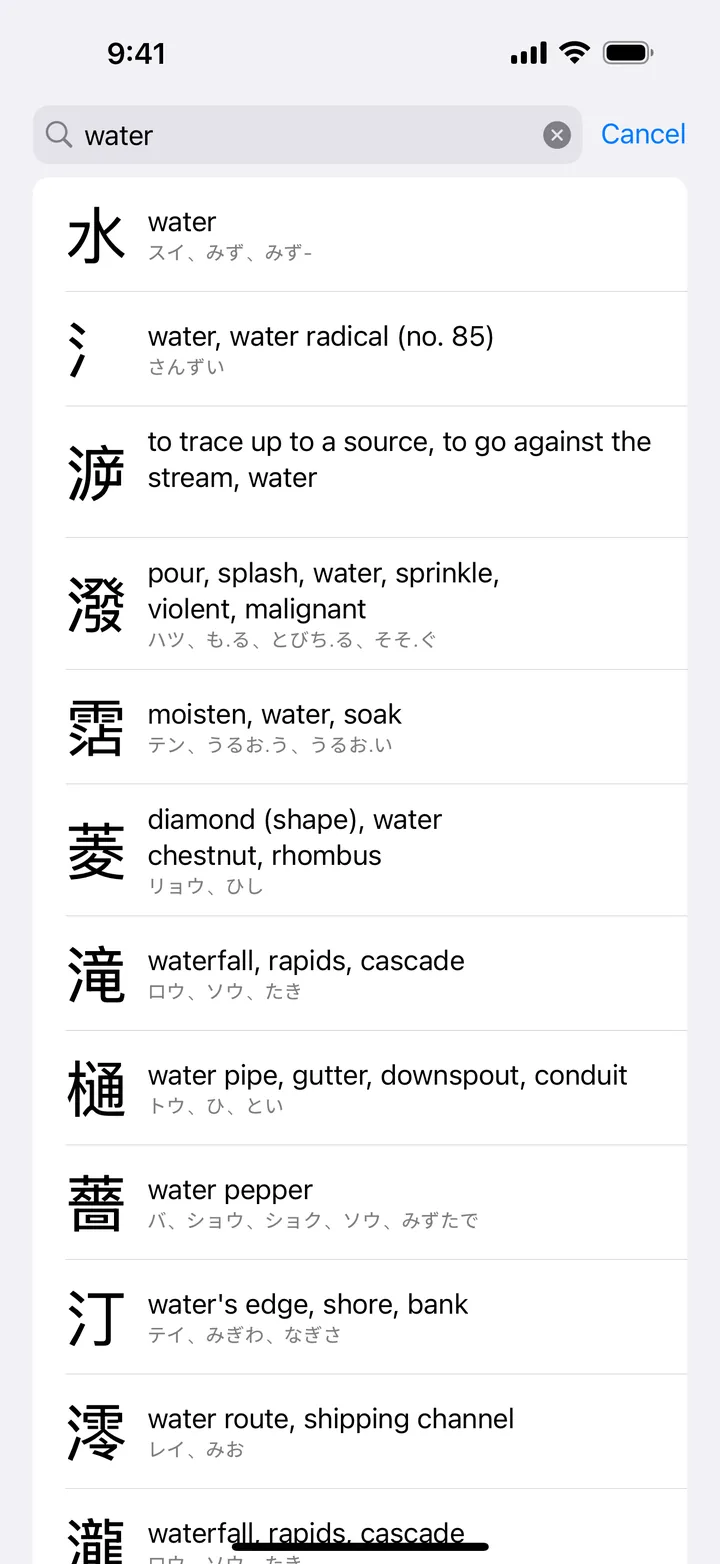 9:41
water
Cancel
水
water
スイ、みず、みず-
氵
water, water radical (no. 85)
さんずい
to trace up to a source, to go against the
stream, water
潑
pour, splash, water, sprinkle,
violent, malignant
ハツ、も.る、とびち.る、そそ.ぐ
霑
moisten, water, soak
テン、うるお.う、うるお.い
菱
diamond (shape), water
chestnut, rhombus
リョウ、ひし
滝
waterfall, rapids, cascade
ロウ、ソウ、たき
樋
water pipe, gutter, downspout, conduit
トウ、ひ、とい
薔
water pepper
バ、ショウ、ショク、ソウ、みずたで
汀
water's edge, shore, bank
テイ、みぎわ、なぎさ
澪
water route, shipping channel
レイ、みお
瀧
waterfall, rapids, cascade
ロウ、ソウ、たき